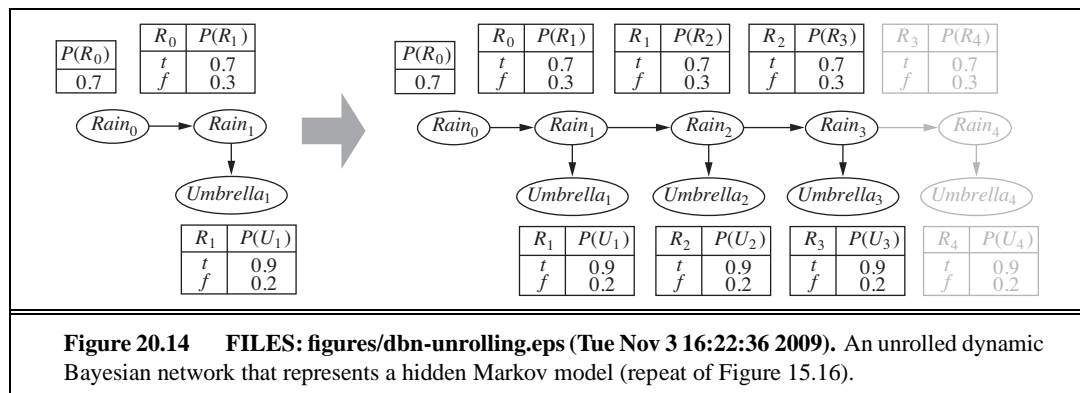 R0 P(R1)
P(R0)
t 0.7
0.7
f 0.3
Rain0 Rain1
Umbrella1
R1 P(U1)
t 0.9
f 0.2
P(R0)
0.7
R0 P(R1)
t 0.7
f 0.3
R1 P(R2)
t 0.7
f 0.3
R2 P(R3)
t 0.7
f 0.3
R3 P(R4)
t 0.7
f 0.3
Rain0 Rain1 Rain2 Rain3 Rain4
Umbrella1 Umbrella2 Umbrella3 Umbrella4
R1 P(U1)
t 0.9
f 0.2
R2 P(U2)
t 0.9
f 0.2
R3 P(U3)
t 0.9
f 0.2
R4 P(U4)
t 0.9
f 0.2
Figure 20.14 FILES: figures/dbn-unrolling.eps (Tue Nov 3 16:22:36 2009). An unrolled dynamic
Bayesian network that represents a hidden Markov model (repeat of Figure 15.16).